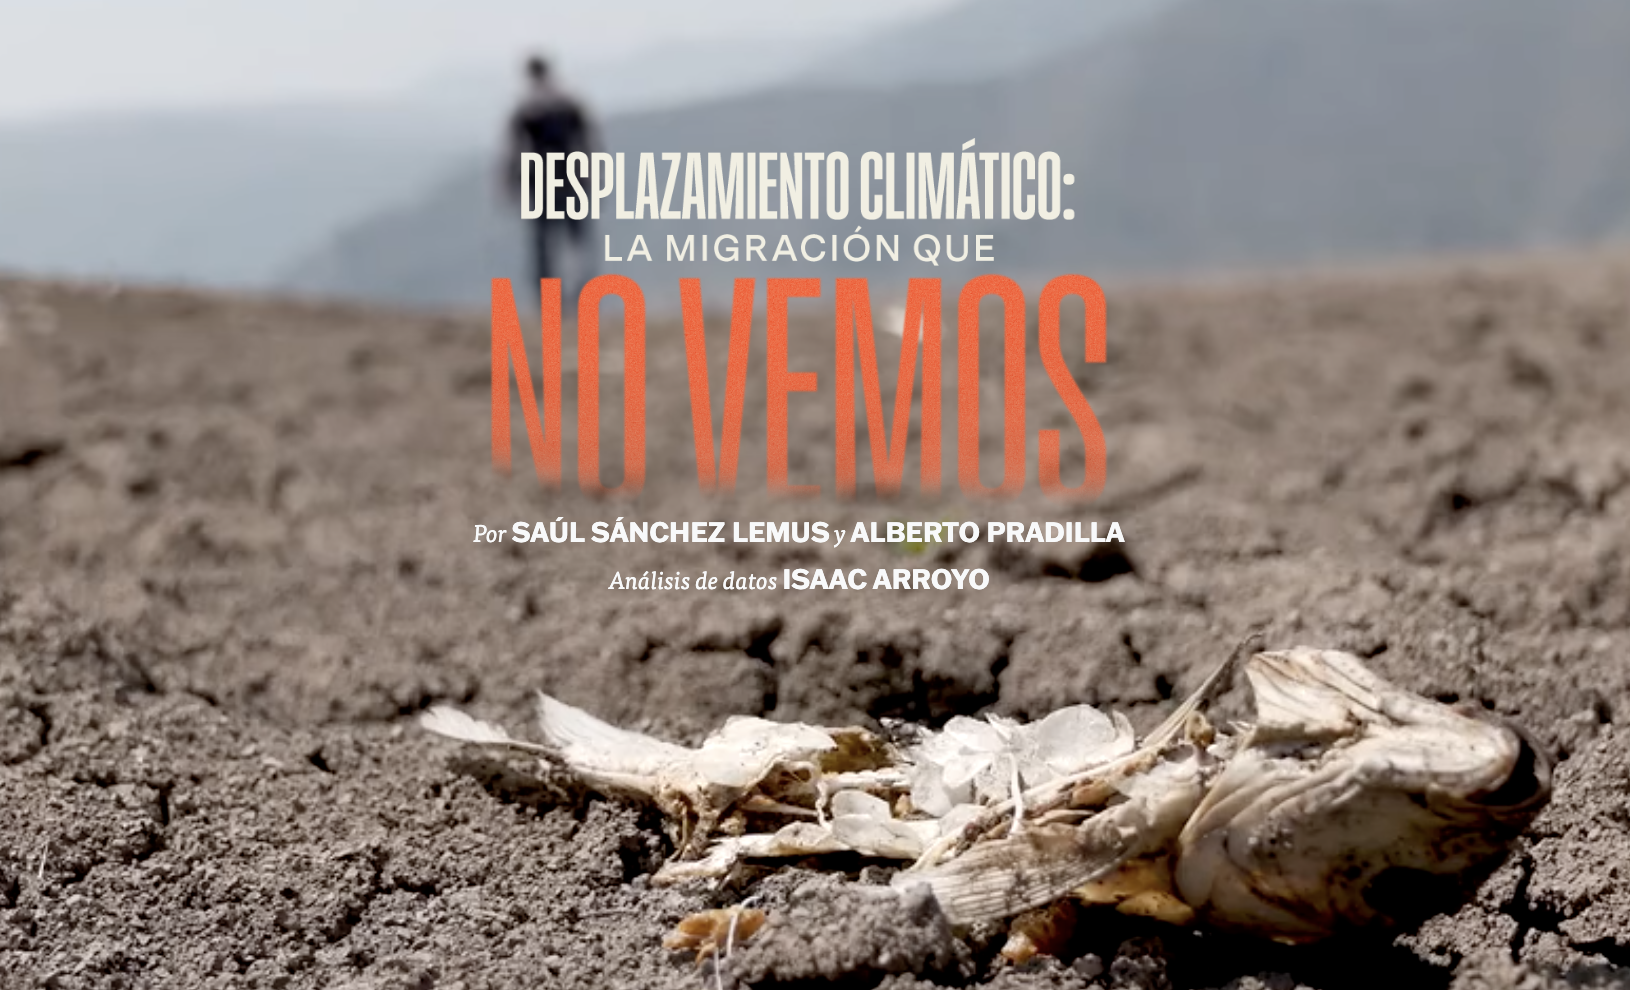 DESPLAZAMIENTO CLIMÁTICO:
LA MIGRACIÓN QUE
NO VEMOS
Por SAÚL SÁNCHEZ LEMUS y ALBERTO PRADILLA
Análisis de datos ISAAC ARROYO